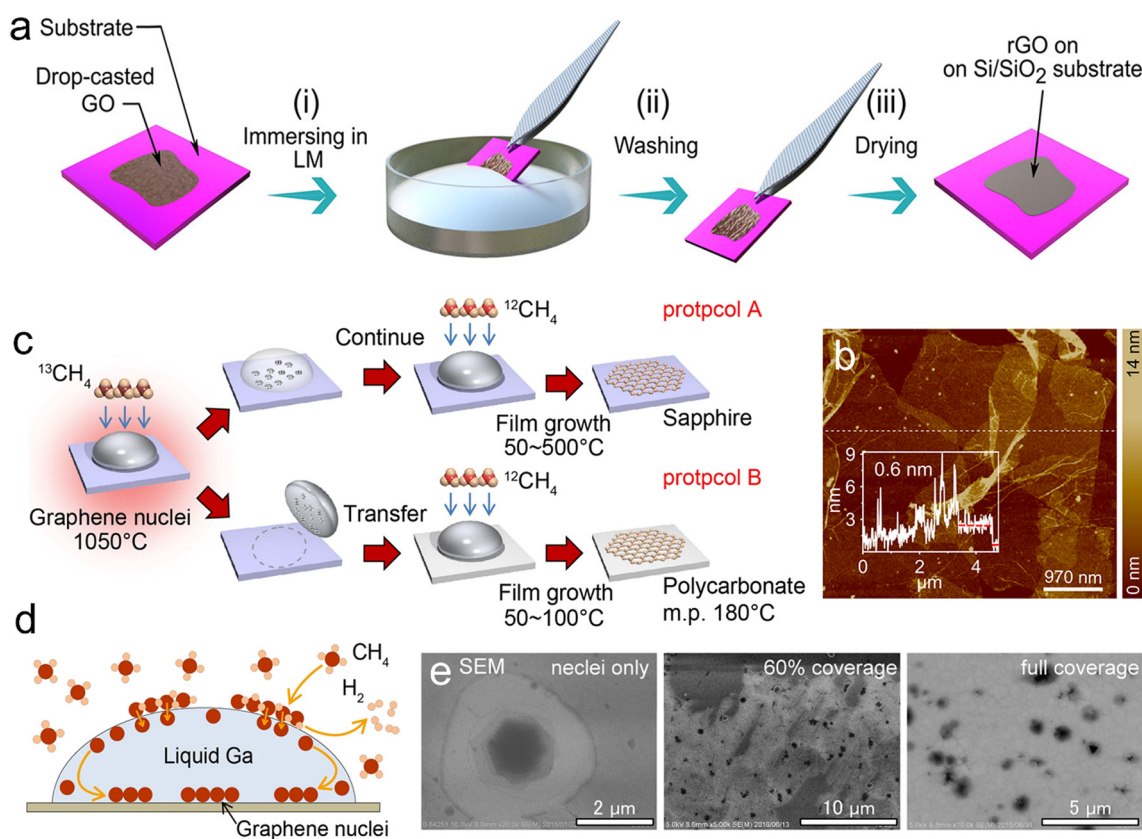 a
Substrate
Drop-casted
GO
(i)
Immersing in
LM
(ii)
Washing
(iii)
Drying
rGO on
on Si/SiO₂ substrate
c
¹³CH₄
Graphene nuclei
1050°C
Continue
¹²CH₄
protpcol A
Film growth
50~500°C
Sapphire
Transfer
¹²CH₄
protpcol B
Film growth
50~100°C
Polycarbonate
m.p. 180°C
b
14 nm
0 nm
9
6
3
nm
0.6 nm
0
2
4
μm
970 nm
d
CH₄
H₂
Liquid Ga
Graphene nuclei
e
SEM
neclei only
2 μm
60% coverage
10 μm
full coverage
5 μm